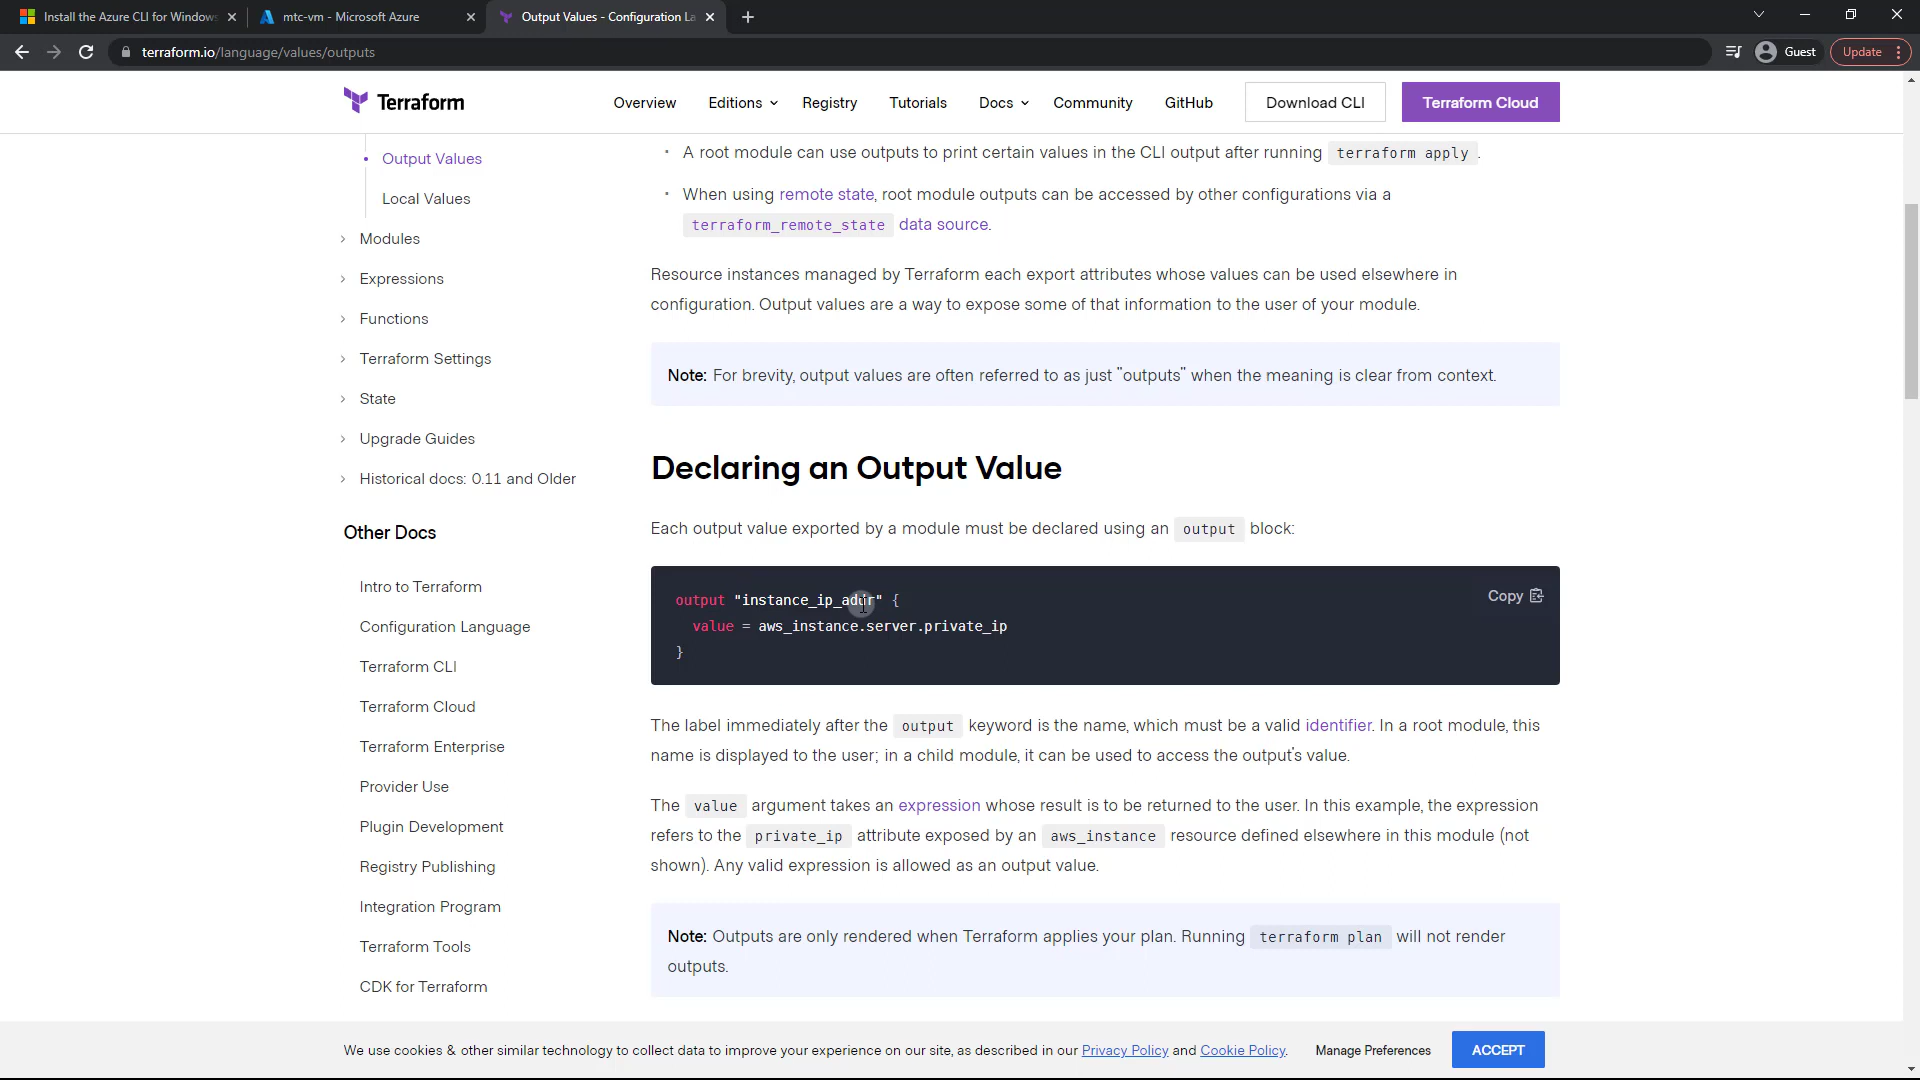 Install the Azure CLI for Windows
mtc-vm - Microsoft Azure
Output Values - Configuration La
terraform.io/language/values/outputs
Guest
Update
Terraform
Overview
Editions
Registry
Tutorials
Docs
Community
GitHub
Download CLI
Terraform Cloud
Output Values
Local Values
Modules
Expressions
Functions
Terraform Settings
State
Upgrade Guides
Historical docs: 0.11 and Older
Other Docs
Intro to Terraform
Configuration Language
Terraform CLI
Terraform Cloud
Terraform Enterprise
Provider Use
Plugin Development
Registry Publishing
Integration Program
Terraform Tools
CDK for Terraform
• A root module can use outputs to print certain values in the CLI output after running terraform apply.
• When using remote state, root module outputs can be accessed by other configurations via a
terraform_remote_state data source.
Resource instances managed by Terraform each export attributes whose values can be used elsewhere in
configuration. Output values are a way to expose some of that information to the user of your module.
Note: For brevity, output values are often referred to as just "outputs" when the meaning is clear from context.
Declaring an Output Value
Each output value exported by a module must be declared using an output block:
Copy
output "instance_ip_addr" {
value = aws_instance.server.private_ip
}
The label immediately after the output keyword is the name, which must be a valid identifier. In a root module, this
name is displayed to the user; in a child module, it can be used to access the output's value.
The value argument takes an expression whose result is to be returned to the user. In this example, the expression
refers to the private_ip attribute exposed by an aws_instance resource defined elsewhere in this module (not
shown). Any valid expression is allowed as an output value.
Note: Outputs are only rendered when Terraform applies your plan. Running terraform plan will not render
outputs.
We use cookies & other similar technology to collect data to improve your experience on our site, as described in our Privacy Policy and Cookie Policy.
Manage Preferences
ACCEPT